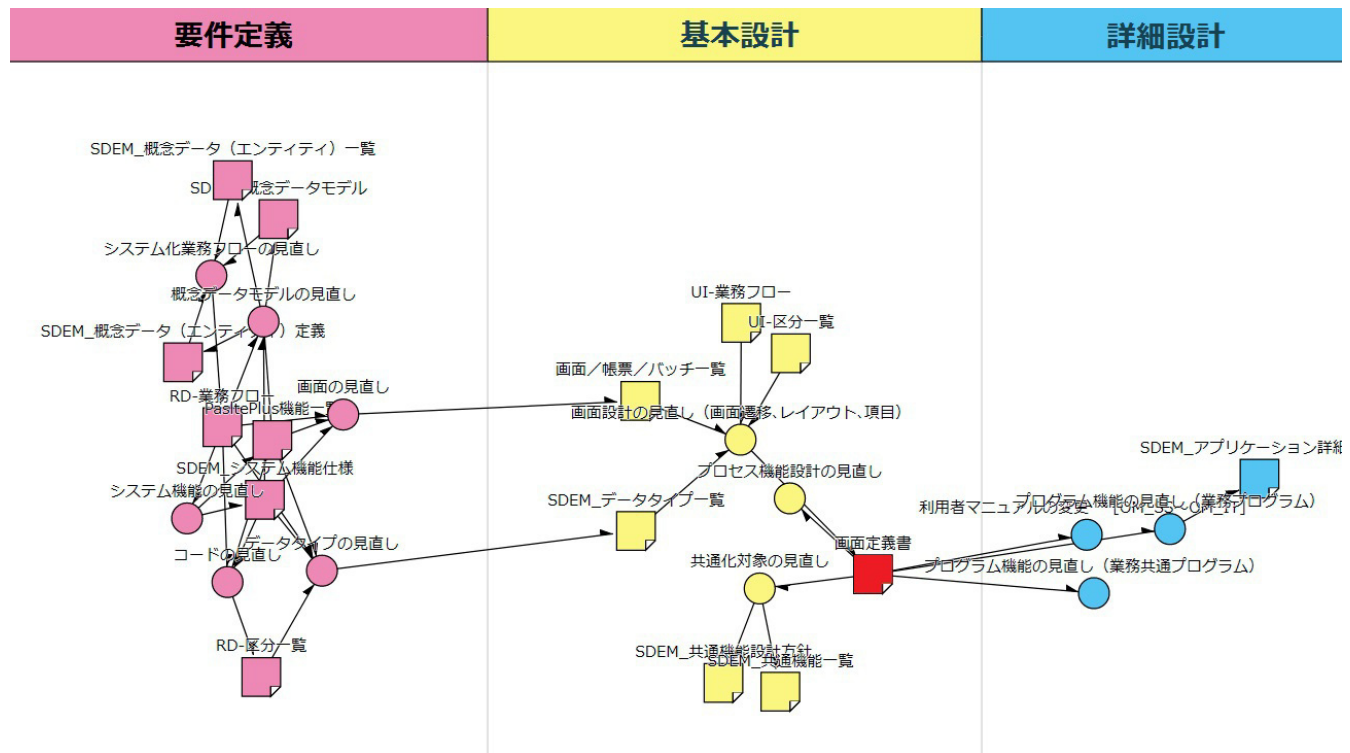 要件定義
基本設計
詳細設計
SDEM_概念データ（エンティティ）一覧
概念データモデル
システム化業務フローの見直し
概念データモデルの見直し
SDEM_概念データ（エンティティ）定義
画面の見直し
RD-業務フロー
PasitePlus機能一覧
SDEM_システム機能仕様
システム機能の見直し
コードの見直し
データタイプの見直し
RD-区分一覧
UI-業務フロー
UI-区分一覧
画面／帳票／バッチ一覧
画面設計の見直し（画面遷移、レイアウト、項目）
プロセス機能設計の見直し
SDEM_データタイプ一覧
画面定義書
共通化対象の見直し
SDEM_共通機能設計方針
SDEM_共通機能一覧
SDEM_アプリケーション詳細
プログラム機能の見直し（業務プログラム）
利用者マニュアルの変更
プログラム機能の見直し（業務共通プログラム）